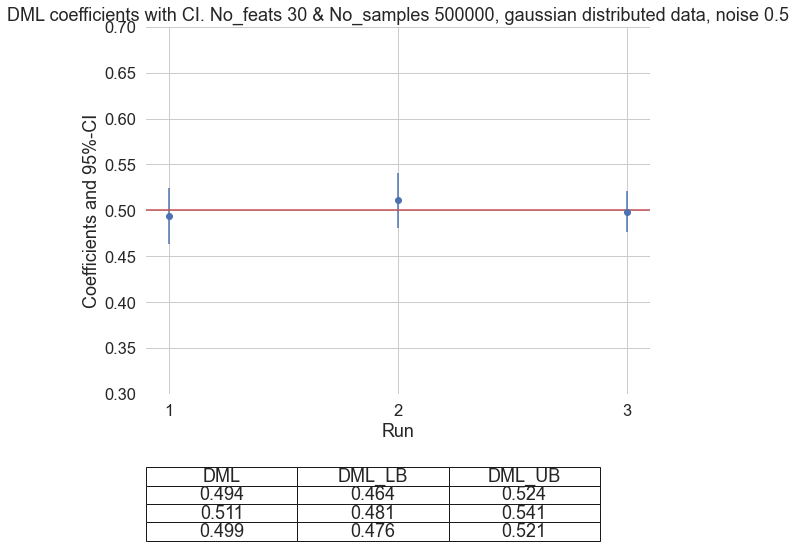 DML coefficients with CI. No_feats 30 & No_samples 500000, gaussian distributed data, noise 0.5
0.70
0.65
0.60
0.55
0.50
0.45
0.40
0.35
0.30
Coefficients and 95%-CI
1 2 3
Run
DML DML_LB DML_UB
0.494 0.464 0.524
0.511 0.481 0.541
0.499 0.476 0.521